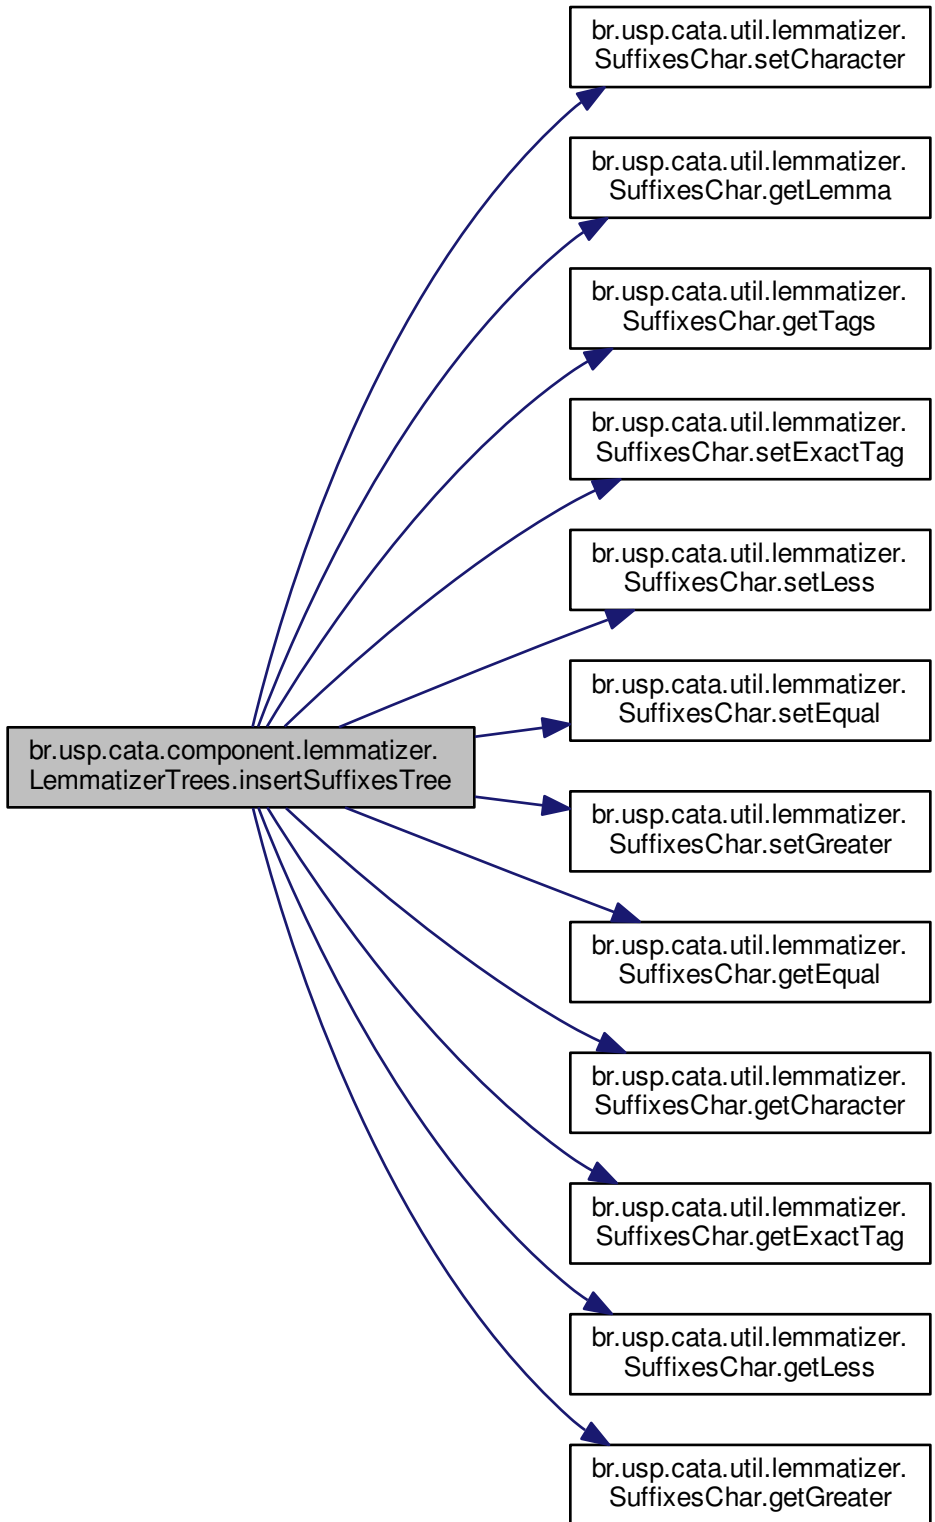 br.usp.cata.util.lemmatizer.
SuffixesChar.setCharacter
br.usp.cata.util.lemmatizer.
SuffixesChar.getLemma
br.usp.cata.util.lemmatizer.
SuffixesChar.getTags
br.usp.cata.util.lemmatizer.
SuffixesChar.setExactTag
br.usp.cata.util.lemmatizer.
SuffixesChar.setLess
br.usp.cata.util.lemmatizer.
SuffixesChar.setEqual
br.usp.cata.component.lemmatizer.
LemmatizerTrees.insertSuffixesTree
br.usp.cata.util.lemmatizer.
SuffixesChar.setGreater
br.usp.cata.util.lemmatizer.
SuffixesChar.getEqual
br.usp.cata.util.lemmatizer.
SuffixesChar.getCharacter
br.usp.cata.util.lemmatizer.
SuffixesChar.getExactTag
br.usp.cata.util.lemmatizer.
SuffixesChar.getLess
br.usp.cata.util.lemmatizer.
SuffixesChar.getGreater